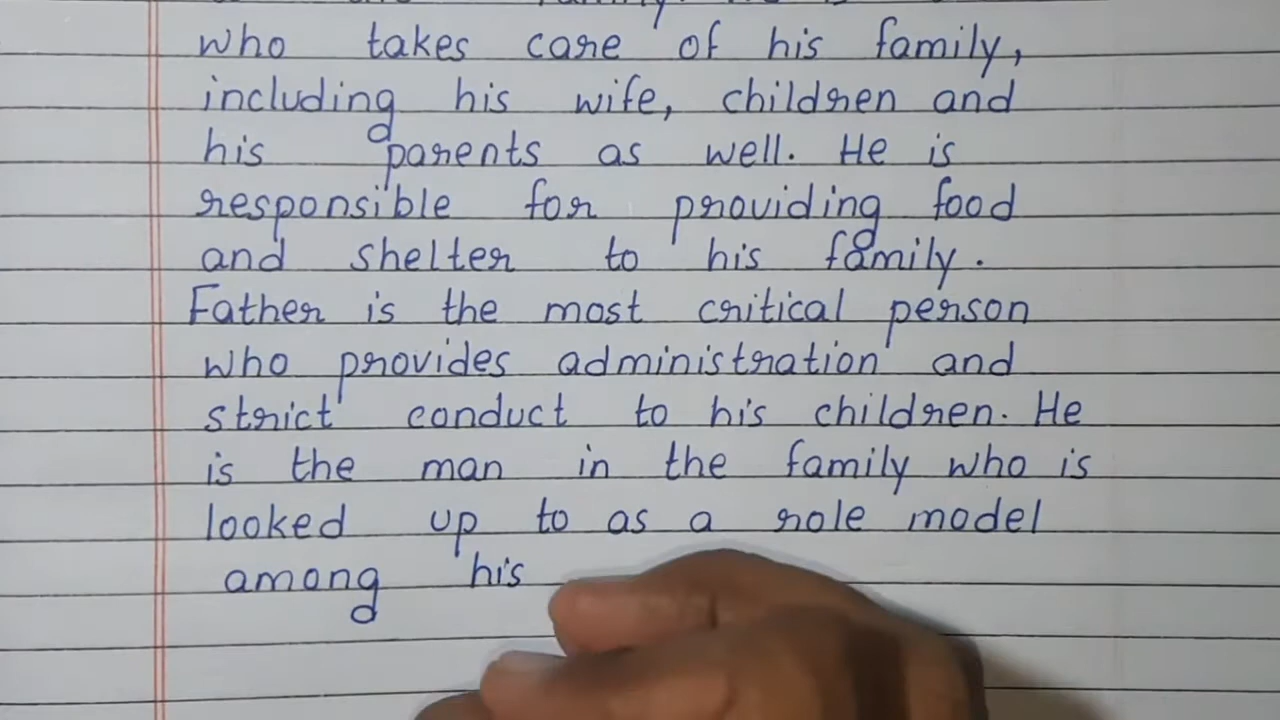 who takes care of his family,
including his wife, children and
his parents as well. He is
responsible for providing food
and shelter to his family.
Father is the most critical person
who provides administration and
strict conduct to his children. He
is the man in the family who is
looked up to as a role model
among his